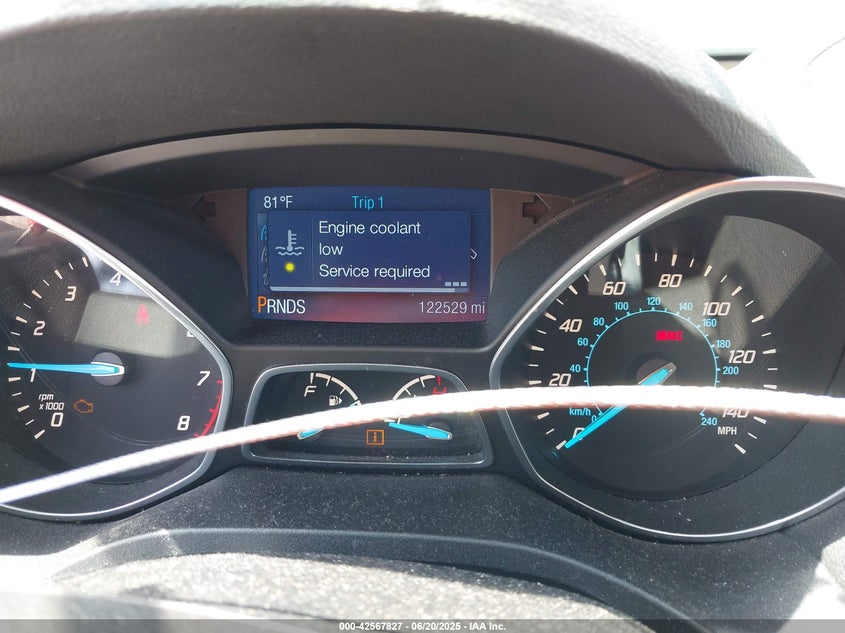 81°F Trip 1
Engine coolant
low
Service required
PRNDS 122529 mi
0 1 2 3 4 7 8
rpm
x1000
F
0 20 40 60 80 100 120 140
MPH
km/h
0 40 60 80 100 120 140 160 180 200 240
BRAKE
000-42567827 - 06/20/2025 - IAA Inc.